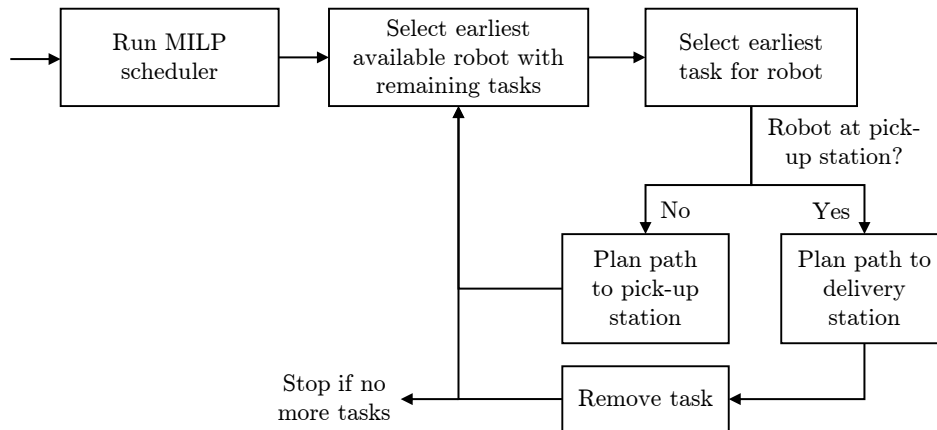 Run MILP
scheduler
Select earliest
available robot with
remaining tasks
Select earliest
task for robot
Robot at pick-
up station?
No
Yes
Plan path
to pick-up
station
Plan path to
delivery
station
Stop if no
more tasks
Remove task